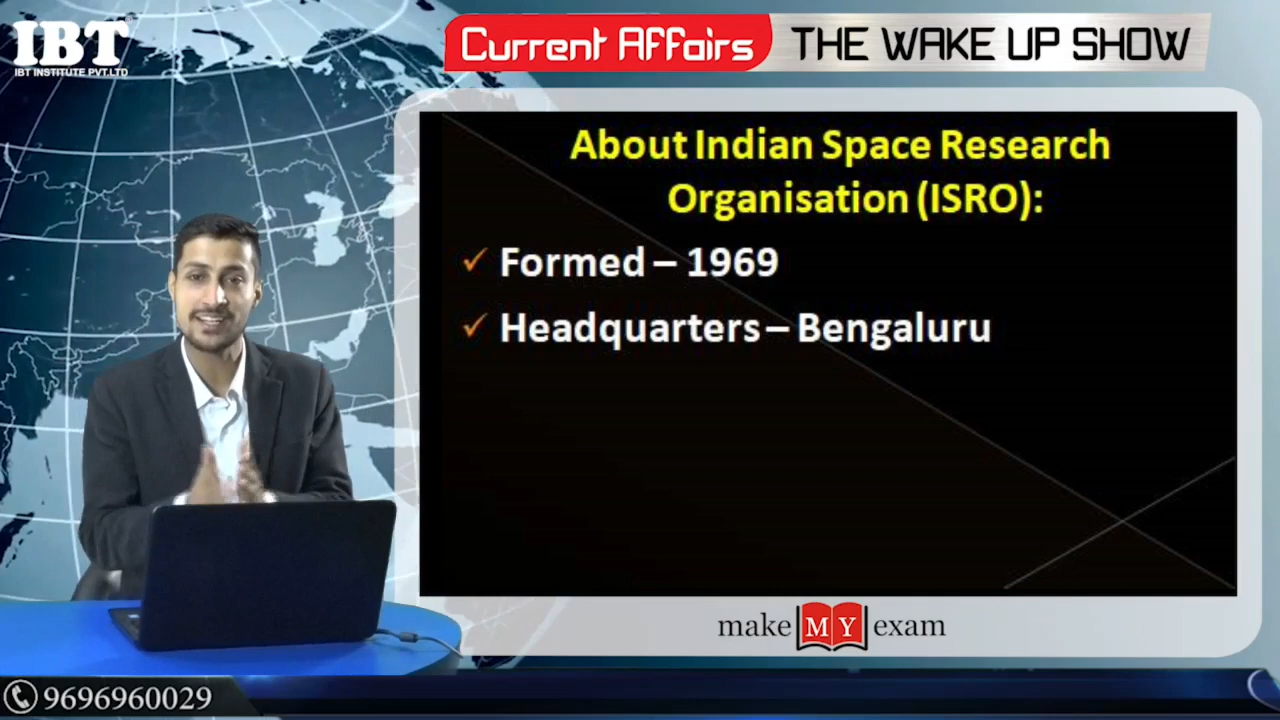 IBT
IBT INSTITUTE PVT.LTD
Current Affairs THE WAKE UP SHOW
About Indian Space Research
Organisation (ISRO):
✓ Formed – 1969
✓ Headquarters – Bengaluru
make MY exam
9696960029